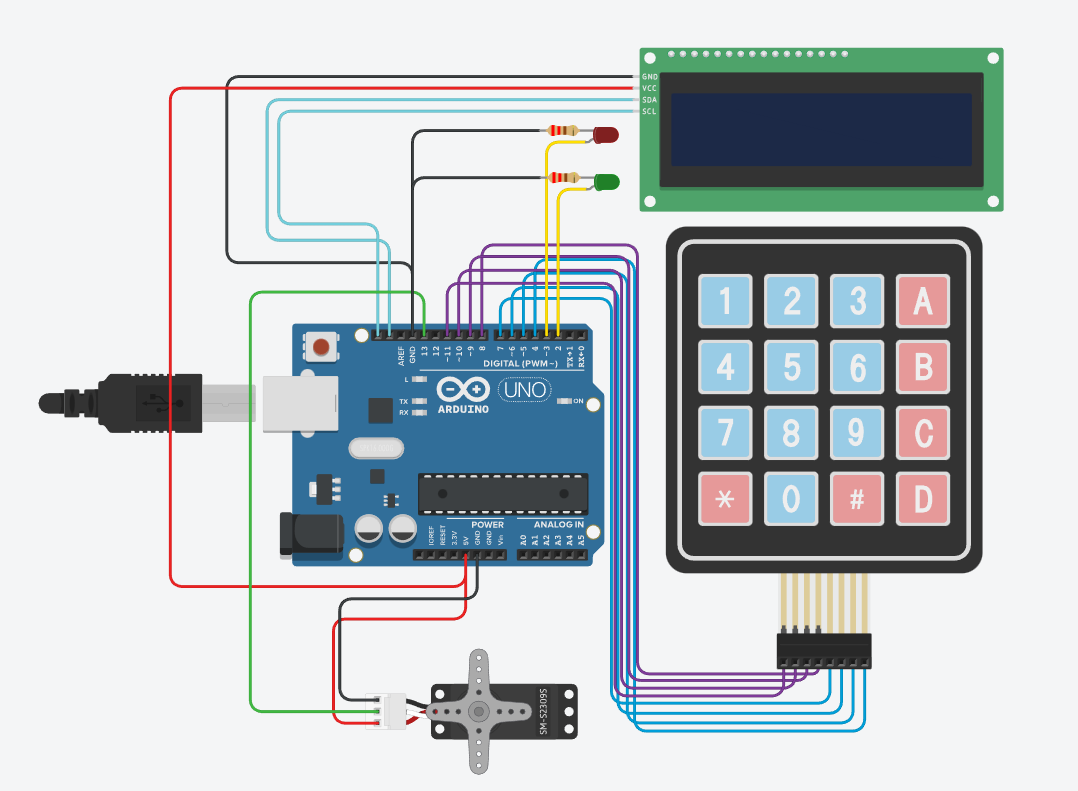 GND
VCC
SDA
SCL
1 2 3 A
4 5 6 B
7 8 9 C
* 0 # D
AREF
GND
13
12
~11
~10
~9
8
7
~6
~5
4
~3
2
TX→1
RX←0
DIGITAL (PWM~)
L
TX
RX
ARDUINO
UNO
ON
POWER
ANALOG IN
IOREF
RESET
3.3V
5V
GND
GND
Vin
A0
A1
A2
A3
A4
A5
SM-S2309S